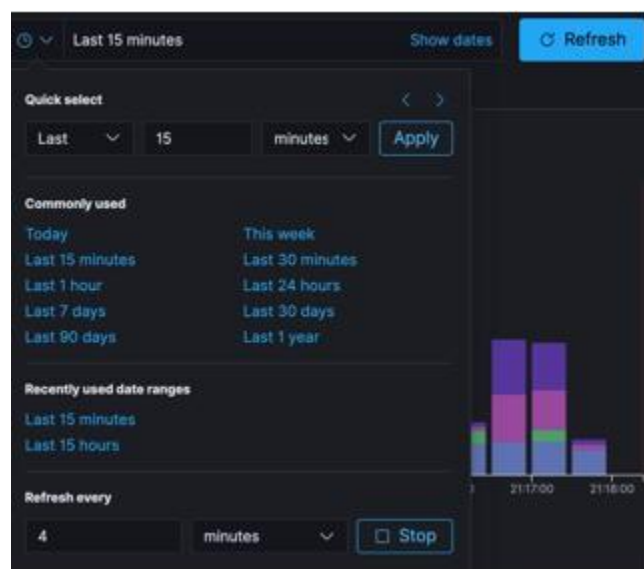 Last 15 minutes Show dates Refresh
Quick select
Last 15 minutes Apply
Commonly used
Today This week
Last 15 minutes Last 30 minutes
Last 1 hour Last 24 hours
Last 7 days Last 30 days
Last 90 days Last 1 year
Recently used date ranges
Last 15 minutes
Last 15 hours
21:17:00 21:18:00
Refresh every
4 minutes Stop